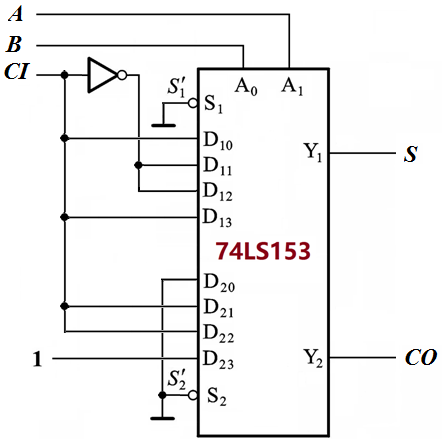 A
B
CI
A₀ A₁
S′₁
S₁
D₁₀
D₁₁
Y₁
S
D₁₂
D₁₃
74LS153
D₂₀
D₂₁
D₂₂
1
D₂₃
Y₂
CO
S′₂
S₂